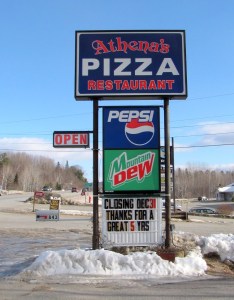 Athena's
PIZZA
RESTAURANT
PEPSI
OPEN
Mountain
DEW
CLOSING DEC 31
THANKS FOR A
GREAT 5 YRS